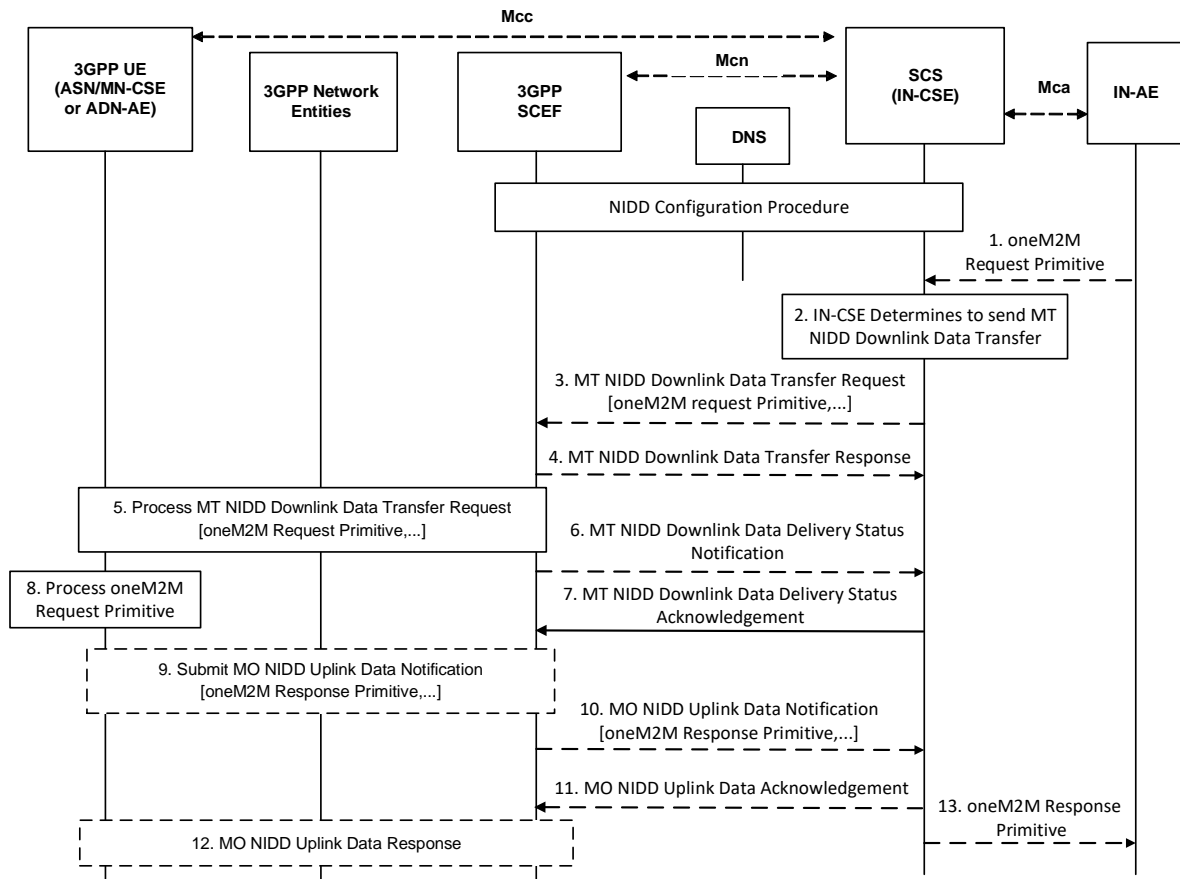 Mcc
3GPP UE
(ASN/MN-CSE
or ADN-AE)
3GPP Network
Entities
3GPP
SCEF
Mcn
DNS
SCS
(IN-CSE)
Mca
IN-AE
NIDD Configuration Procedure
1. oneM2M
Request Primitive
2. IN-CSE Determines to send MT
NIDD Downlink Data Transfer
3. MT NIDD Downlink Data Transfer Request
[oneM2M request Primitive,...]
4. MT NIDD Downlink Data Transfer Response
5. Process MT NIDD Downlink Data Transfer Request
[oneM2M Request Primitive,...]
6. MT NIDD Downlink Data Delivery Status
Notification
8. Process oneM2M
Request Primitive
7. MT NIDD Downlink Data Delivery Status
Acknowledgement
9. Submit MO NIDD Uplink Data Notification
[oneM2M Response Primitive,...]
10. MO NIDD Uplink Data Notification
[oneM2M Response Primitive,...]
11. MO NIDD Uplink Data Acknowledgement
13. oneM2M Response
Primitive
12. MO NIDD Uplink Data Response